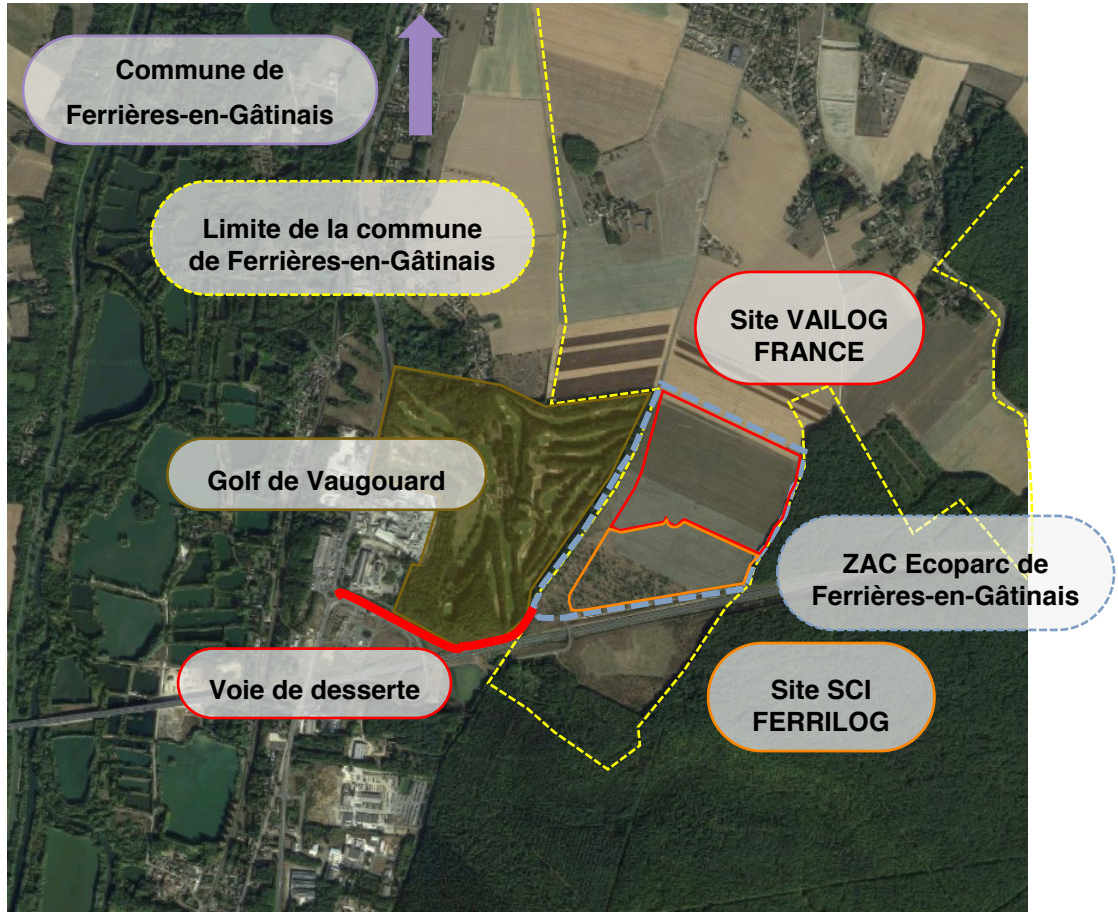 Commune de
Ferrières-en-Gâtinais
Limite de la commune
de Ferrières-en-Gâtinais
Site VAILOG
FRANCE
Golf de Vaugouard
ZAC Ecoparc de
Ferrières-en-Gâtinais
Voie de desserte
Site SCI
FERRILOG